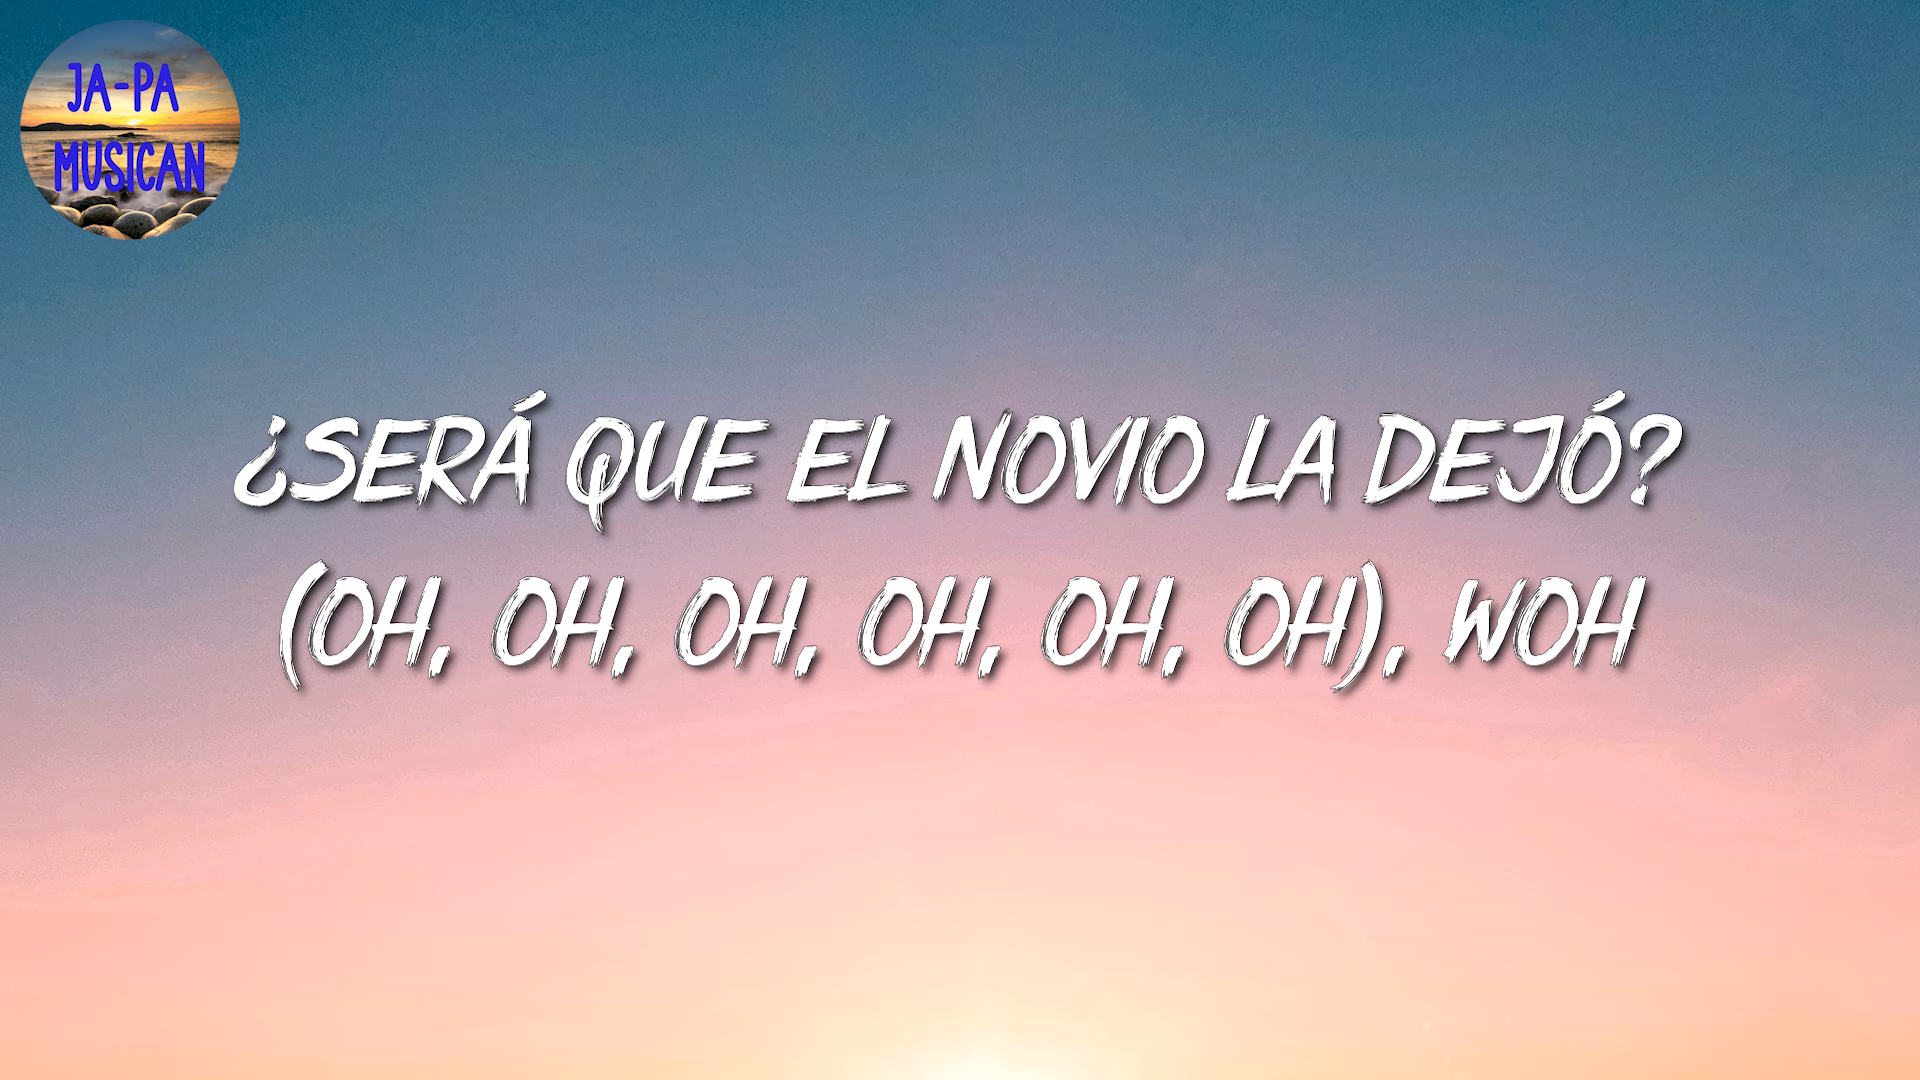 JA-PA
MUSICAN
¿SERÁ QUE EL NOVIO LA DEJÓ?
(OH, OH, OH, OH, OH, OH), WOH